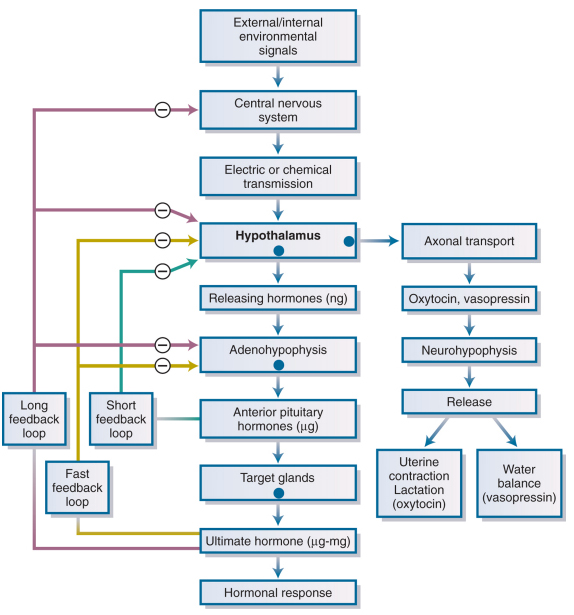 External/internal
environmental
signals
Central nervous
system
Electric or chemical
transmission
Hypothalamus
Axonal transport
Releasing hormones (ng)
Oxytocin, vasopressin
Adenohypophysis
Neurohypophysis
Long
feedback
loop
Short
feedback
loop
Anterior pituitary
hormones (μg)
Release
Fast
feedback
loop
Target glands
Uterine
contraction
Lactation
(oxytocin)
Water
balance
(vasopressin)
Ultimate hormone (μg-mg)
Hormonal response